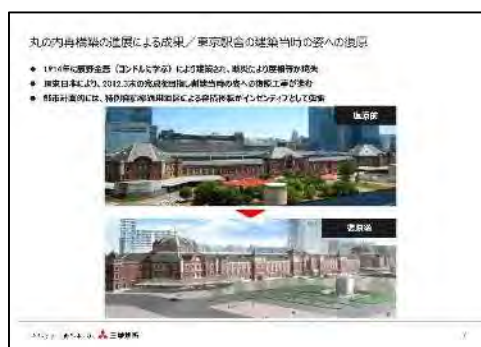 丸の内再構築の進展による成果／東京駅舎の建築当時の姿への復原
● 1914年に辰野金吾（コンドルに学ぶ）により建築され、戦災により屋根等が焼失
● JR東日本により、2012.3末の完成を目指し創建当時の姿への復原工事が進む
● 都市計画的には、特例容積率適用地区による容積移転がインセンティブとして
復原前
復原後
三菱地所